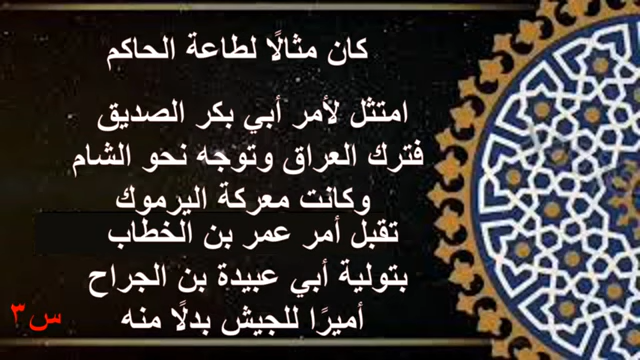 كان مثالًا لطاعة الحاكم
امتثل لأمر أبي بكر الصديق
فترك العراق وتوجه نحو الشام
وكانت معركة اليرموك
تقبل أمر عمر بن الخطاب
بتولية أبي عبيدة بن الجراح
أميرًا للجيش بدلًا منه
س٣